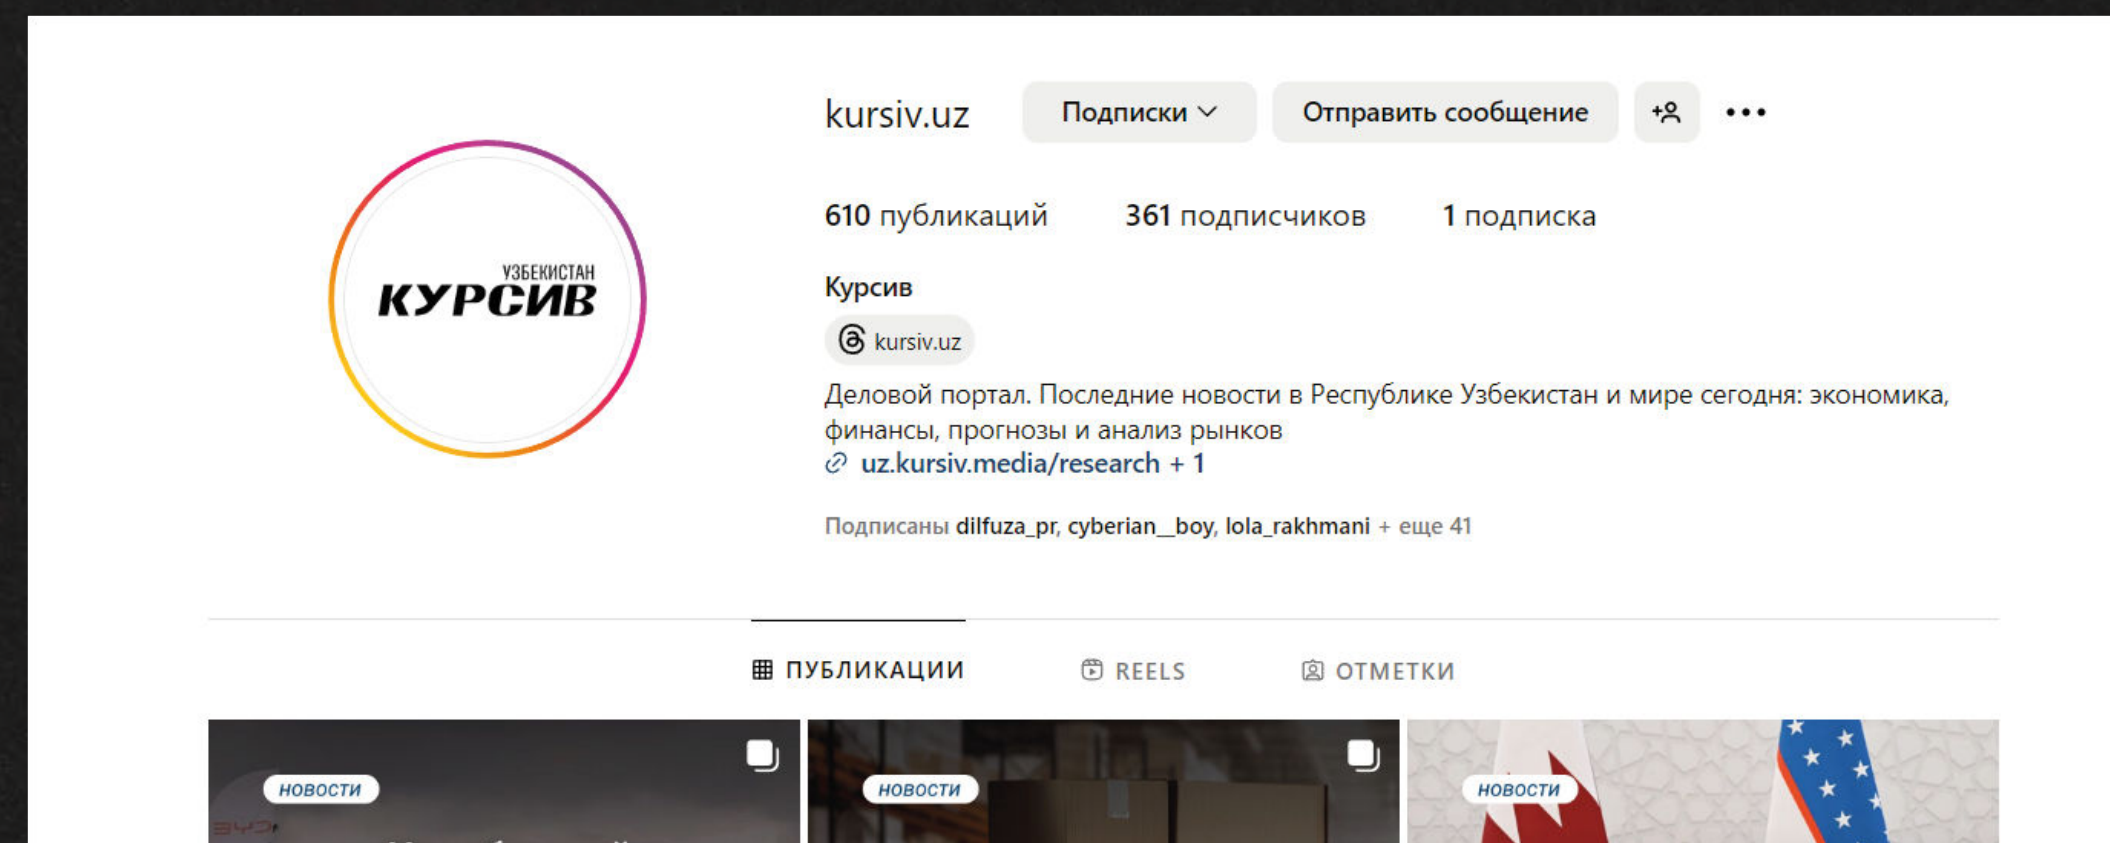 kursiv.uz Подписки Отправить сообщение
610 публикаций 361 подписчиков 1 подписка
УЗБЕКИСТАН
КУРСИВ
Курсив
kursiv.uz
Деловой портал. Последние новости в Республике Узбекистан и мире сегодня: экономика,
финансы, прогнозы и анализ рынков
uz.kursiv.media/research + 1
Подписаны dilfuza_pr, cyberian__boy, lola_rakhmani + еще 41
ПУБЛИКАЦИИ REELS ОТМЕТКИ
НОВОСТИ НОВОСТИ НОВОСТИ
BYD